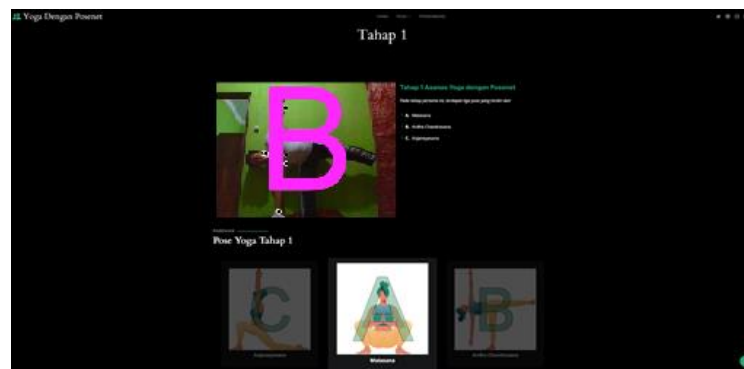 Yoga Dengan Posenet
Tahap 1
B
Tahap 1 Asanas Yoga dengan Posenet
A. Malasana
B. Ardha Chandrasana
C. Anjaneyasana
Pose Yoga Tahap 1
C
A
B
Anjaneyasana
Malasana
Ardha Chandrasana